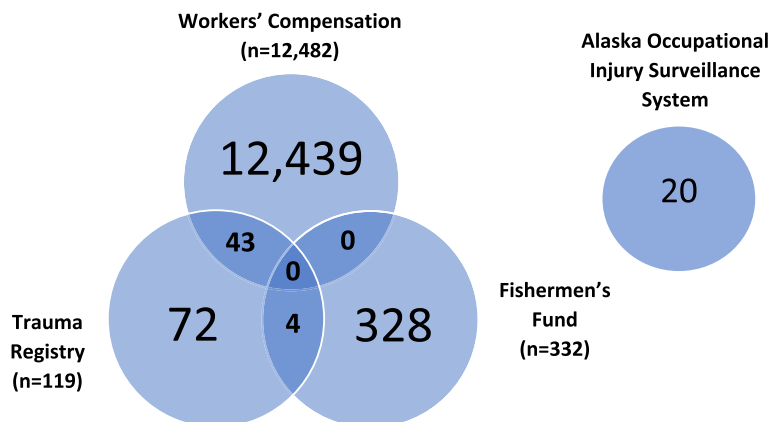 Workers’ Compensation
(n=12,482)
Alaska Occupational
Injury Surveillance
System
12,439
20
43
0
0
Fishermen’s
Fund
(n=332)
Trauma
Registry
(n=119)
72
4
328